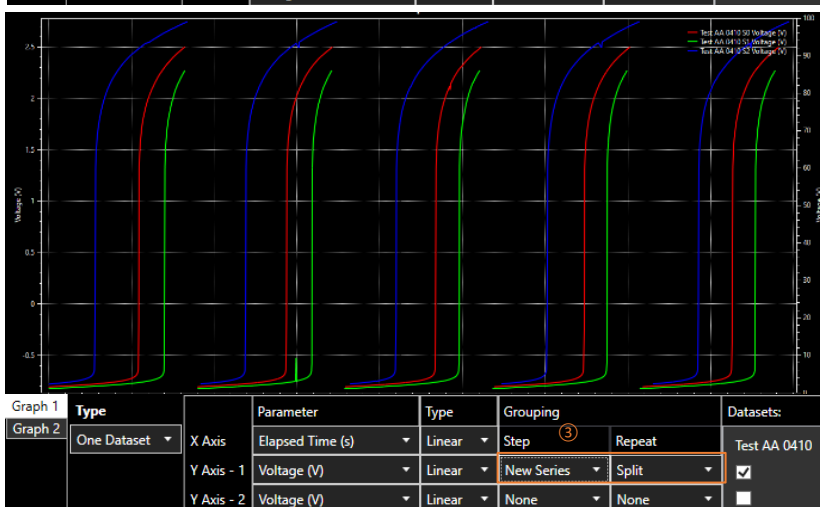 100
Test AA 0410 S0 Voltage (V)
Test AA 0410 S1 Voltage (V)
Test AA 0410 S2 Voltage (V)
2.5
90
2
80
70
1.5
60
1
50
Voltage (V)
Voltage (V)
0.5
40
30
0
20
-0.5
10
0
Graph 1
Graph 2
Type
Parameter
Type
Grouping
Datasets:
One Dataset
X Axis
Elapsed Time (s)
Linear
Step
③
Repeat
Test AA 0410
Y Axis - 1
Voltage (V)
Linear
New Series
Split
Y Axis - 2
Voltage (V)
Linear
None
None